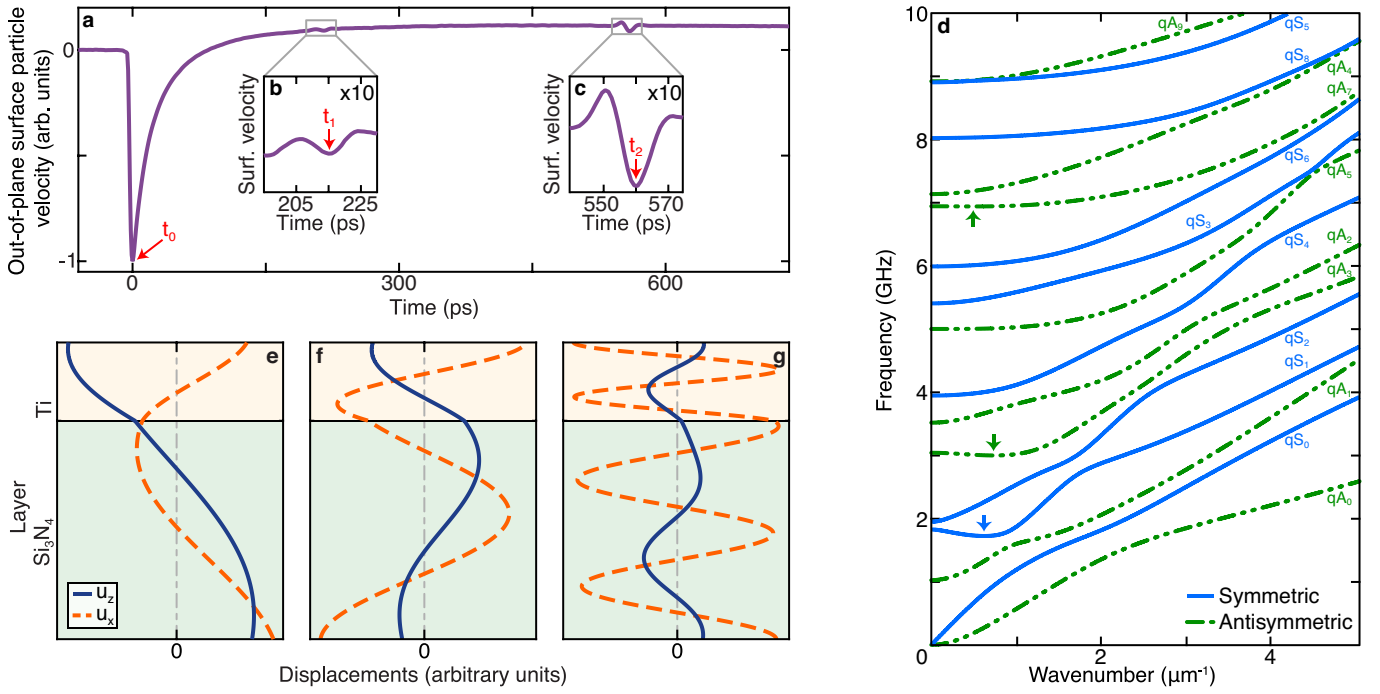 a
Out-of-plane surface particle
velocity (arb. units)
0
-1
t0
0
300
600
Time (ps)
b
x10
t1
Surf. velocity
205
225
Time (ps)
c
x10
t2
Surf. velocity
550
570
Time (ps)
e
f
g
Ti
Layer
Si3N4
uz
ux
0
0
0
Displacements (arbitrary units)
d
10
8
6
4
2
0
Frequency (GHz)
qA9
qS5
qS8
qA4
qA7
qS6
qA5
qS3
qS4
qA2
qA3
qS2
qS1
qA1
qS0
qA0
Symmetric
Antisymmetric
0
2
4
Wavenumber (µm-1)